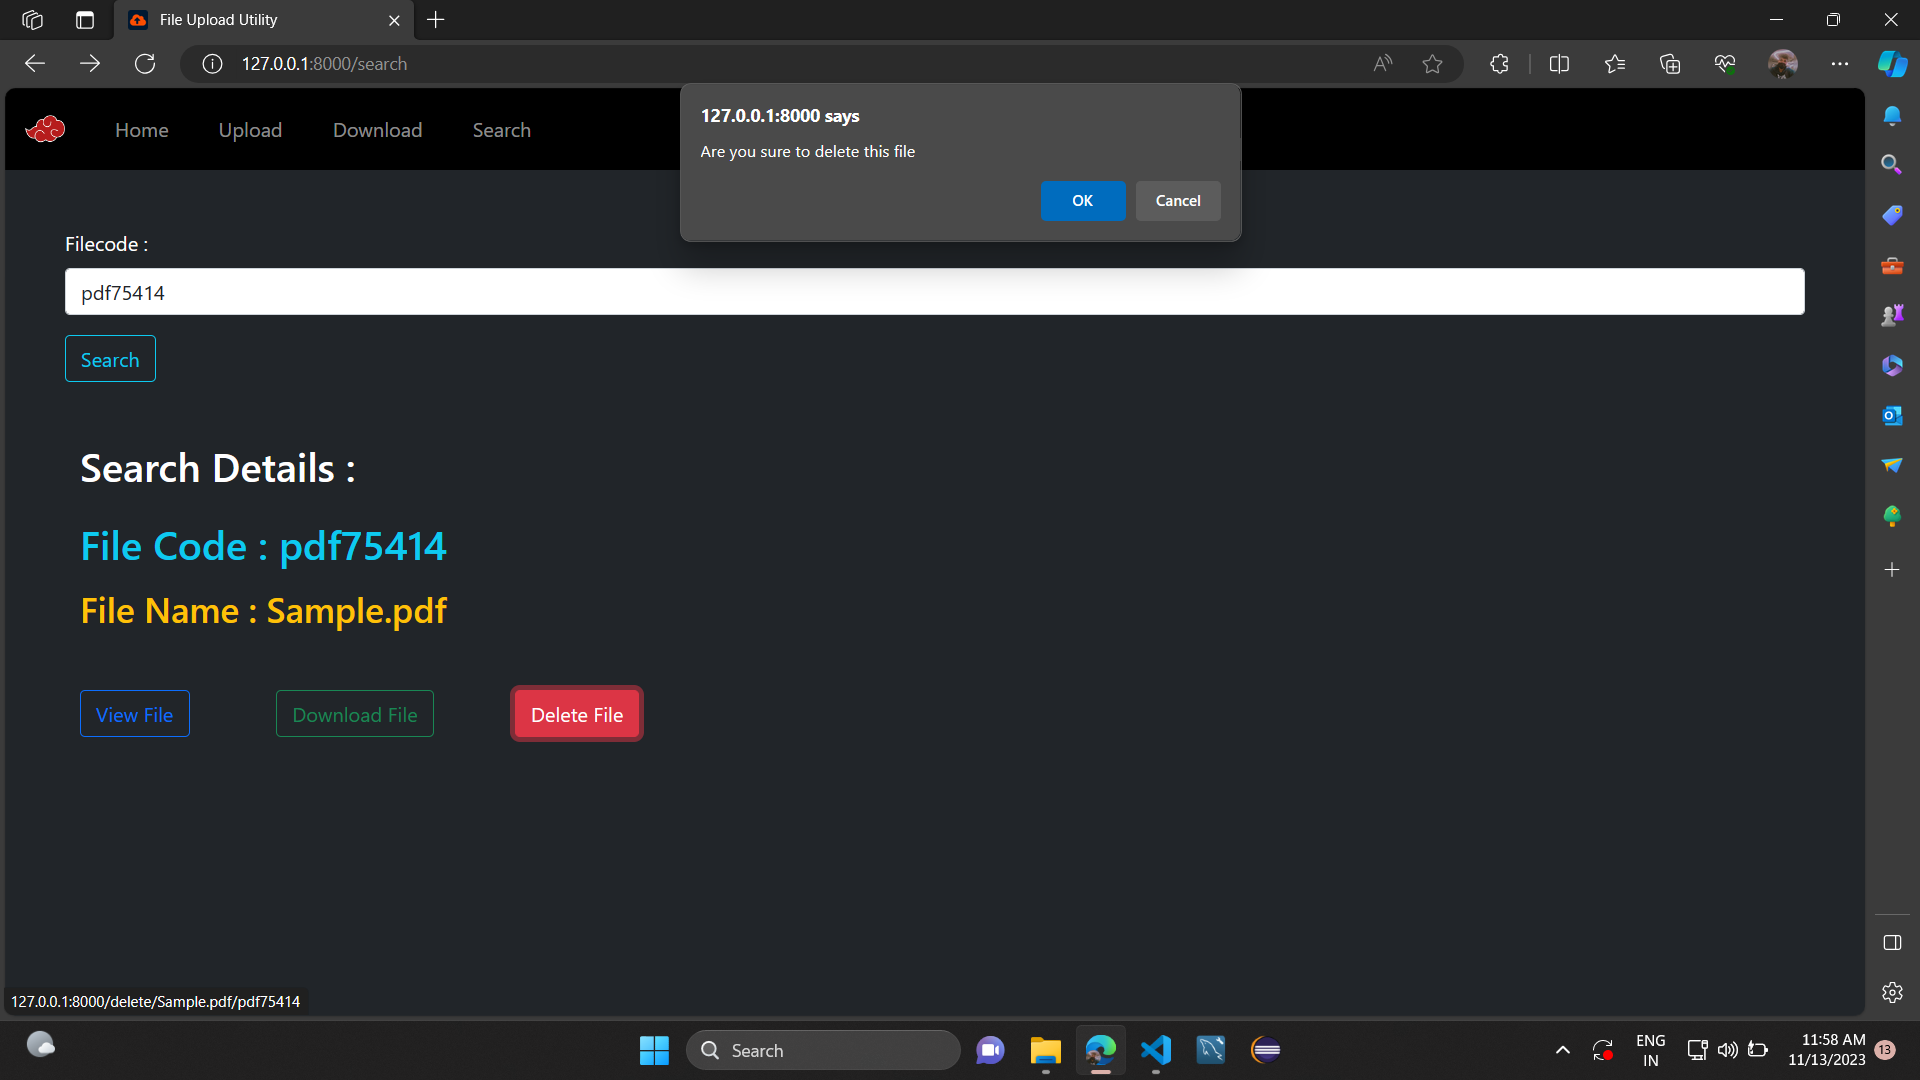 File Upload Utility
127.0.0.1:8000/search
Home Upload Download Search
127.0.0.1:8000 says
Are you sure to delete this file
OK Cancel
Filecode :
pdf75414
Search
Search Details :
File Code : pdf75414
File Name : Sample.pdf
View File Download File Delete File
127.0.0.1:8000/delete/Sample.pdf/pdf75414
Search
ENG
IN
11:58 AM
11/13/2023
13